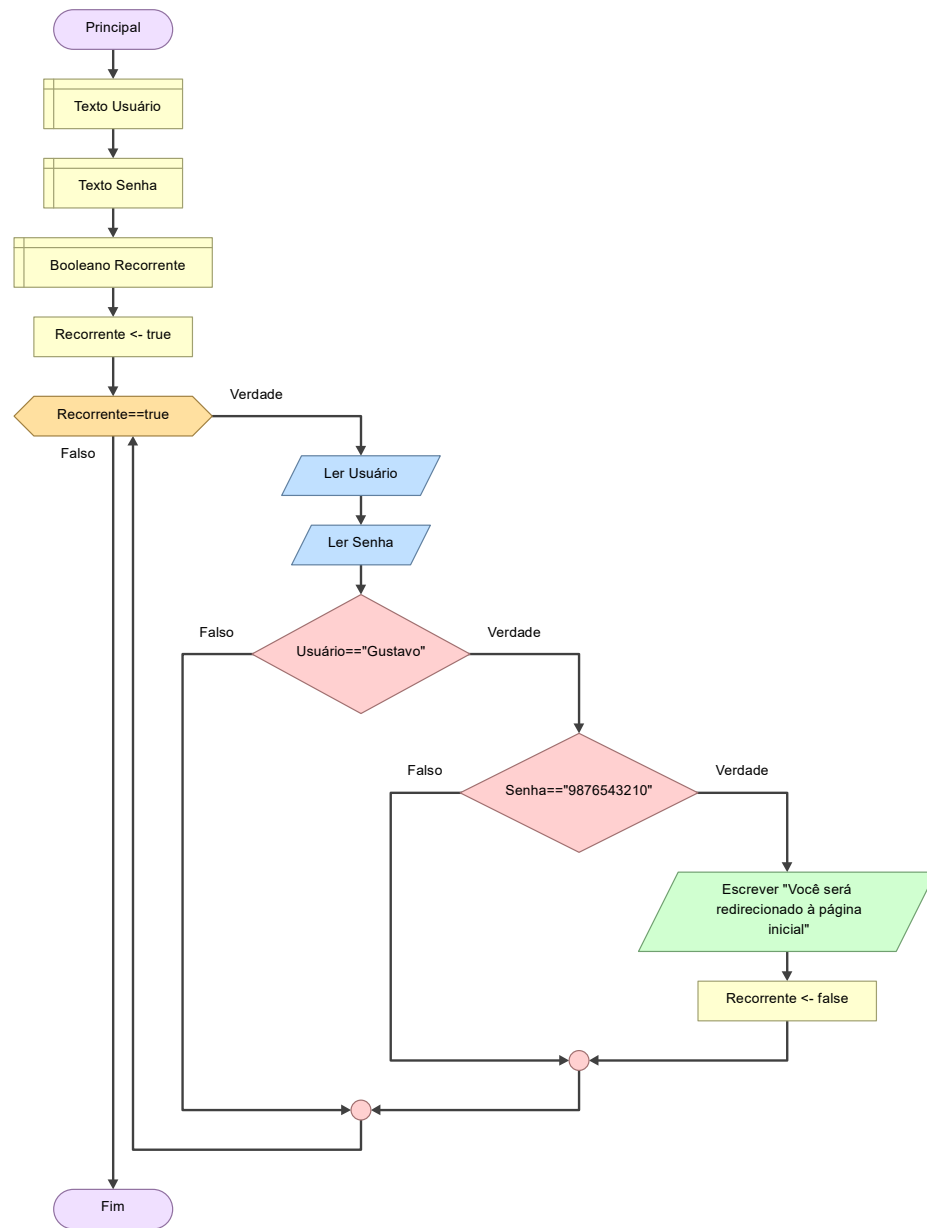 Principal
Texto Usuário
Texto Senha
Booleano Recorrente
Recorrente <- true
Recorrente==true
Verdade
Falso
Ler Usuário
Ler Senha
Usuário=="Gustavo"
Falso
Verdade
Senha=="9876543210"
Falso
Verdade
Escrever "Você será
redirecionado à página
inicial"
Recorrente <- false
Fim